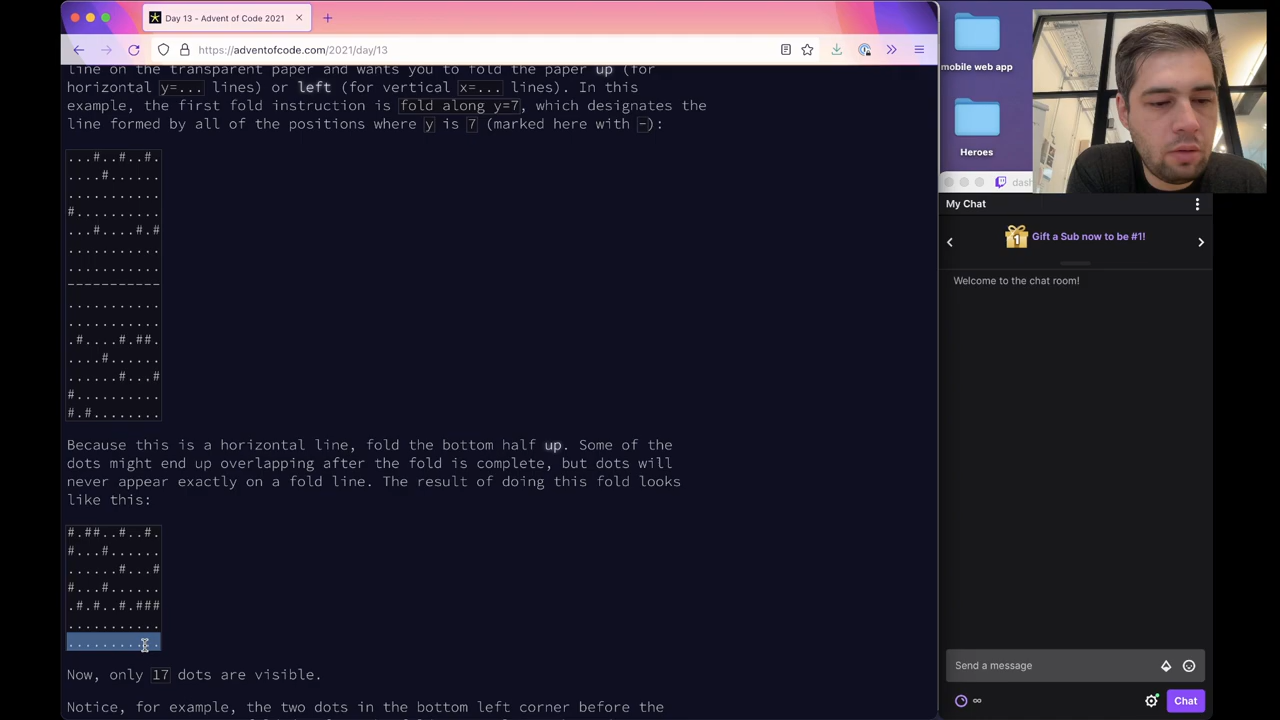 Day 13 - Advent of Code 2021
https://adventofcode.com/2021/day/13
line on the transparent paper and wants you to fold the paper up (for
horizontal y=... lines) or left (for vertical x=... lines). In this
example, the first fold instruction is fold along y=7, which designates the
line formed by all of the positions where y is 7 (marked here with -):
...#..#..#.
....#......
...........
#..........
...#....#.#
...........
...........
-----------
...........
...........
.#....#.##.
....#......
......#...#
#..........
#.#........
Because this is a horizontal line, fold the bottom half up. Some of the
dots might end up overlapping after the fold is complete, but dots will
never appear exactly on a fold line. The result of doing this fold looks
like this:
#.##..#..#.
#...#......
......#...#
#...#......
.#.#..#.###
...........
...........
Now, only 17 dots are visible.
Notice, for example, the two dots in the bottom left corner before the
mobile web app
Heroes
dash
My Chat
1
Gift a Sub now to be #1!
Welcome to the chat room!
Send a message
∞
Chat